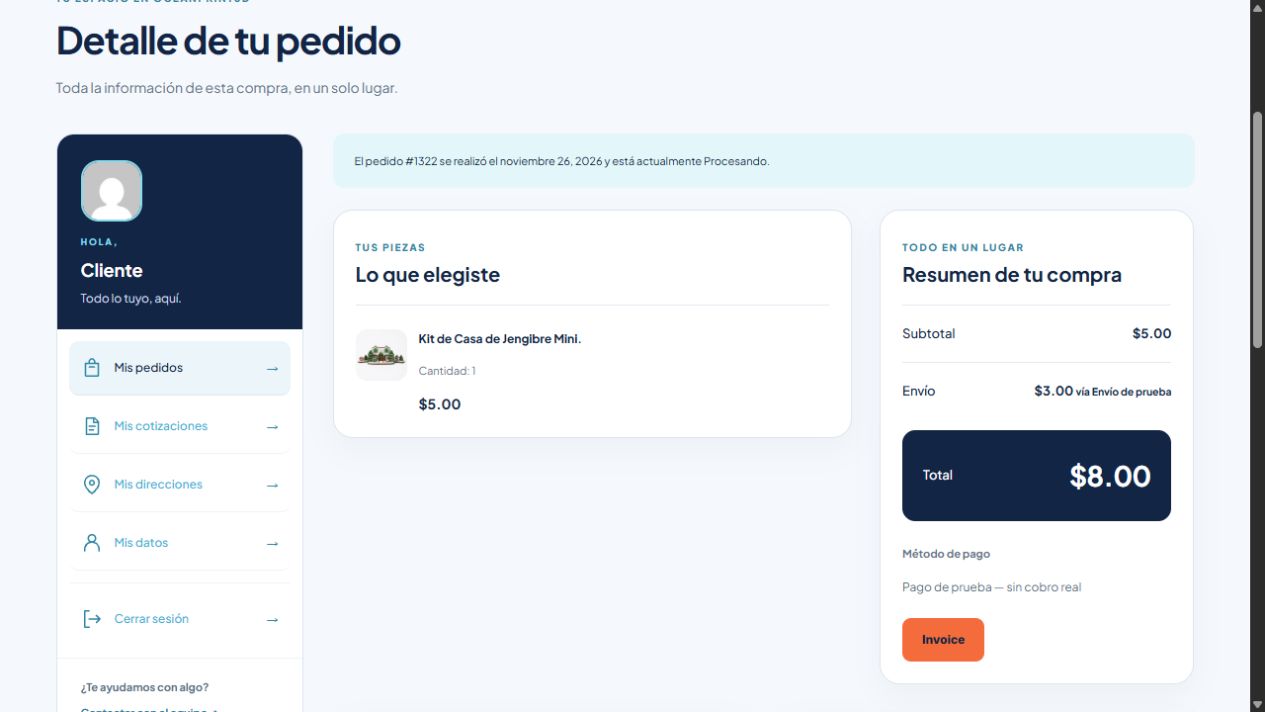 Detalle de tu pedido
Toda la información de esta compra, en un solo lugar.
HOLA,
Cliente
Todo lo tuyo, aquí.
Mis pedidos →
Mis cotizaciones →
Mis direcciones →
Mis datos →
Cerrar sesión →
¿Te ayudamos con algo?
El pedido #1322 se realizó el noviembre 26, 2026 y está actualmente Procesando.
TUS PIEZAS
Lo que elegiste
Kit de Casa de Jengibre Mini.
Cantidad: 1
$5.00
TODO EN UN LUGAR
Resumen de tu compra
Subtotal $5.00
Envío $3.00 vía Envío de prueba
Total $8.00
Método de pago
Pago de prueba — sin cobro real
Invoice